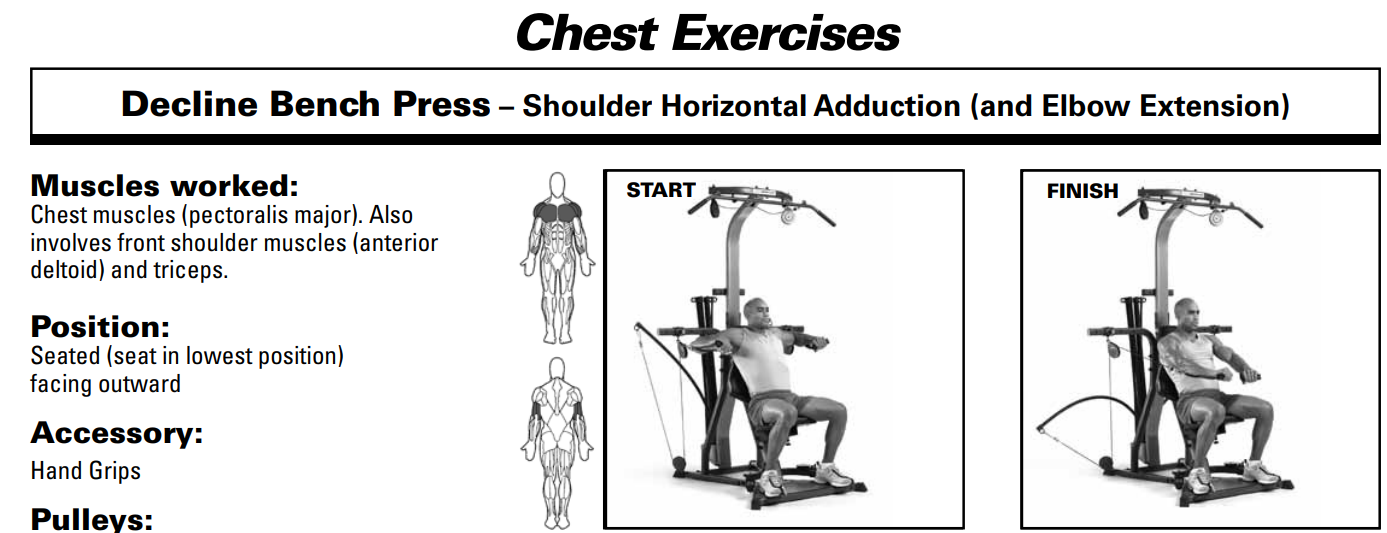 Chest Exercises
Decline Bench Press – Shoulder Horizontal Adduction (and Elbow Extension)
Muscles worked:
Chest muscles (pectoralis major). Also
involves front shoulder muscles (anterior
deltoid) and triceps.
Position:
Seated (seat in lowest position)
facing outward
Accessory:
Hand Grips
Pulleys:
START
FINISH